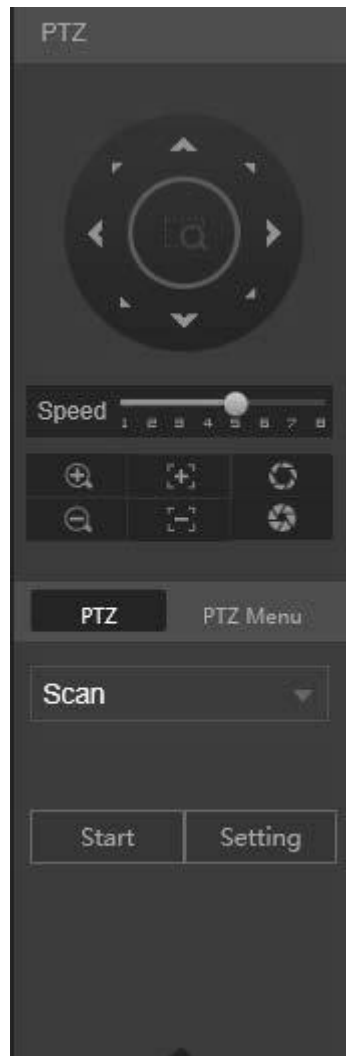 PTZ
Speed
1 2 3 4 5 6 7 8
PTZ PTZ Menu
Scan
Start Setting